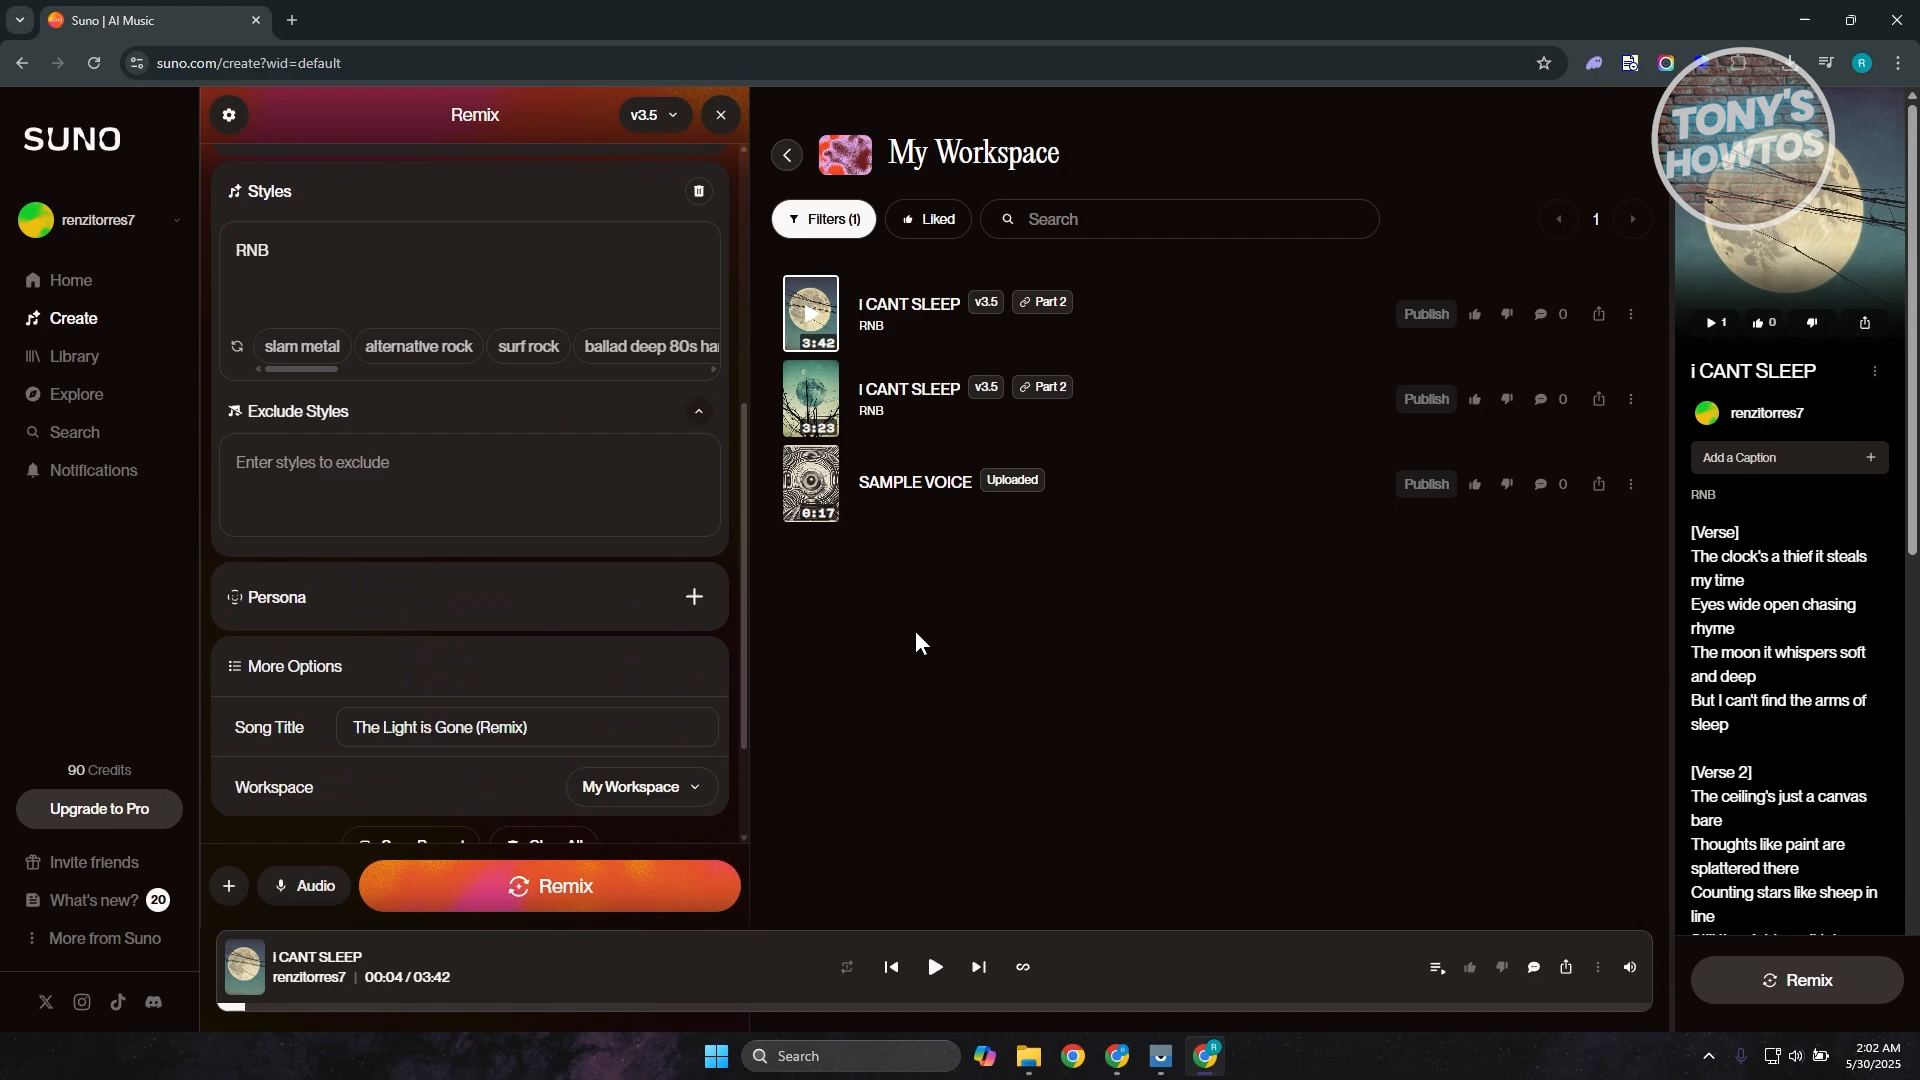 Suno | AI Music
suno.com/create?wid=default
R
TONY'S
HOWTOS
SUNO
renzitorres7
Home
Create
Library
Explore
Search
Notifications
90 Credits
Upgrade to Pro
Invite friends
What's new? 20
More from Suno
Remix
v3.5
Styles
RNB
slam metal
alternative rock
surf rock
ballad deep 80s hai
Exclude Styles
Enter styles to exclude
Persona
More Options
Song Title
The Light is Gone (Remix)
Workspace
My Workspace
Audio
Remix
My Workspace
Filters (1)
Liked
Search
1
i CANT SLEEP v3.5 Part 2
RNB
3:42
Publish 0
i CANT SLEEP v3.5 Part 2
RNB
3:23
Publish 0
SAMPLE VOICE Uploaded
0:17
Publish 0
1
0
i CANT SLEEP
renzitorres7
Add a Caption
RNB
[Verse]
The clock's a thief it steals
my time
Eyes wide open chasing
rhyme
The moon it whispers soft
and deep
But I can't find the arms of
sleep
[Verse 2]
The ceiling's just a canvas
bare
Thoughts like paint are
splattered there
Counting stars like sheep in
line
Remix
i CANT SLEEP
renzitorres7 | 00:04 / 03:42
Search
2:02 AM
5/30/2025